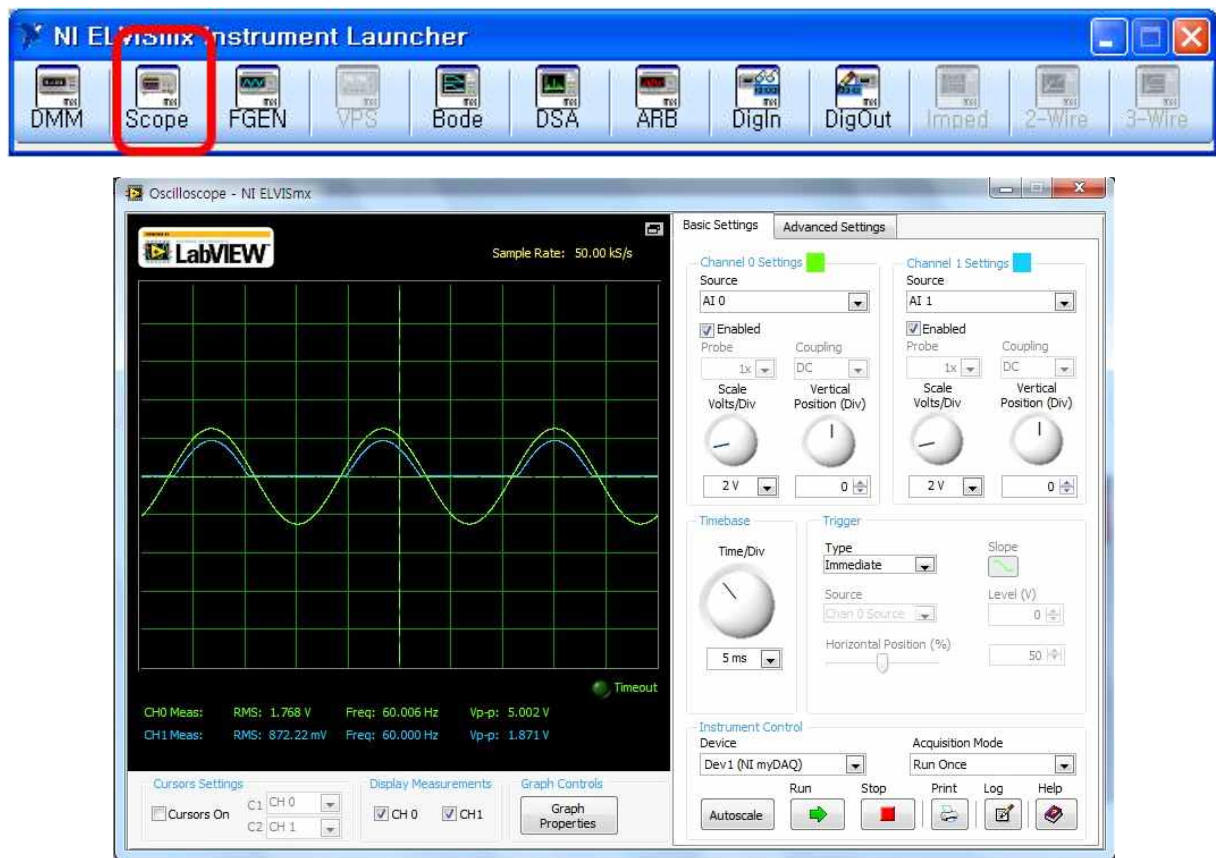 NI ELVISmx Instrument Launcher
DMM Scope FGEN VPS Bode DSA ARB DigIn DigOut Imped 2-Wire 3-Wire
Oscilloscope - NI ELVISmx
LabVIEW
Sample Rate: 50.00 kS/s
Timeout
CH0 Meas: RMS: 1.768 V Freq: 60.006 Hz Vp-p: 5.002 V
CH1 Meas: RMS: 872.22 mV Freq: 60.000 Hz Vp-p: 1.871 V
Cursors Settings
Cursors On
C1 CH 0
C2 CH 1
Display Measurements
CH 0 CH1
Graph Controls
Graph
Properties
Basic Settings Advanced Settings
Channel 0 Settings
Source
AI 0
Enabled
Probe Coupling
1x DC
Scale Vertical
Volts/Div Position (Div)
2 V 0
Channel 1 Settings
Source
AI 1
Enabled
Probe Coupling
1x DC
Scale Vertical
Volts/Div Position (Div)
2 V 0
Timebase
Time/Div
5 ms
Trigger
Type Slope
Immediate
Source Level (V)
Chan 0 Source 0
Horizontal Position (%)
50
Instrument Control
Device Acquisition Mode
Dev1 (NI myDAQ) Run Once
Run Stop Print Log Help
Autoscale